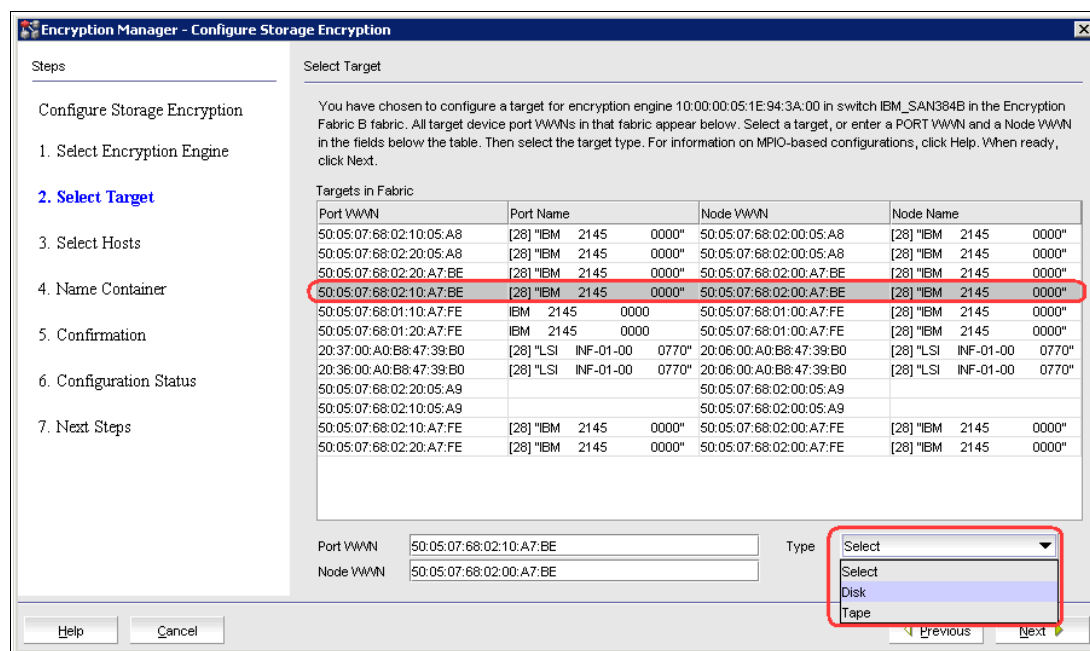 Encryption Manager - Configure Storage Encryption
Steps
Configure Storage Encryption
1. Select Encryption Engine
2. Select Target
3. Select Hosts
4. Name Container
5. Confirmation
6. Configuration Status
7. Next Steps
Select Target
You have chosen to configure a target for encryption engine 10:00:00:05:1E:94:3A:00 in switch IBM_SAN384B in the Encryption
Fabric B fabric. All target device port WWNs in that fabric appear below. Select a target, or enter a PORT WWN and a Node WWN
in the fields below the table. Then select the target type. For information on MPIO-based configurations, click Help. When ready,
click Next.
Targets in Fabric
Port WWN Port Name Node WWN Node Name
50:05:07:68:02:10:05:A8 [28] "IBM 2145 0000" 50:05:07:68:02:00:05:A8 [28] "IBM 2145 0000"
50:05:07:68:02:20:05:A8 [28] "IBM 2145 0000" 50:05:07:68:02:00:05:A8 [28] "IBM 2145 0000"
50:05:07:68:02:20:A7:BE [28] "IBM 2145 0000" 50:05:07:68:02:00:A7:BE [28] "IBM 2145 0000"
50:05:07:68:02:10:A7:BE [28] "IBM 2145 0000" 50:05:07:68:02:00:A7:BE [28] "IBM 2145 0000"
50:05:07:68:01:10:A7:FE IBM 2145 0000 50:05:07:68:01:00:A7:FE [28] "IBM 2145 0000"
50:05:07:68:01:20:A7:FE IBM 2145 0000 50:05:07:68:01:00:A7:FE [28] "IBM 2145 0000"
20:37:00:A0:B8:47:39:B0 [28] "LSI INF-01-00 0770" 20:06:00:A0:B8:47:39:B0 [28] "LSI INF-01-00 0770"
20:36:00:A0:B8:47:39:B0 [28] "LSI INF-01-00 0770" 20:06:00:A0:B8:47:39:B0 [28] "LSI INF-01-00 0770"
50:05:07:68:02:20:05:A9 50:05:07:68:02:00:05:A9
50:05:07:68:02:10:05:A9 50:05:07:68:02:00:05:A9
50:05:07:68:02:10:A7:FE [28] "IBM 2145 0000" 50:05:07:68:02:00:A7:FE [28] "IBM 2145 0000"
50:05:07:68:02:20:A7:FE [28] "IBM 2145 0000" 50:05:07:68:02:00:A7:FE [28] "IBM 2145 0000"
Port WWN 50:05:07:68:02:10:A7:BE Type Select
Node WWN 50:05:07:68:02:00:A7:BE Select
Disk
Tape
Help Cancel Previous Next